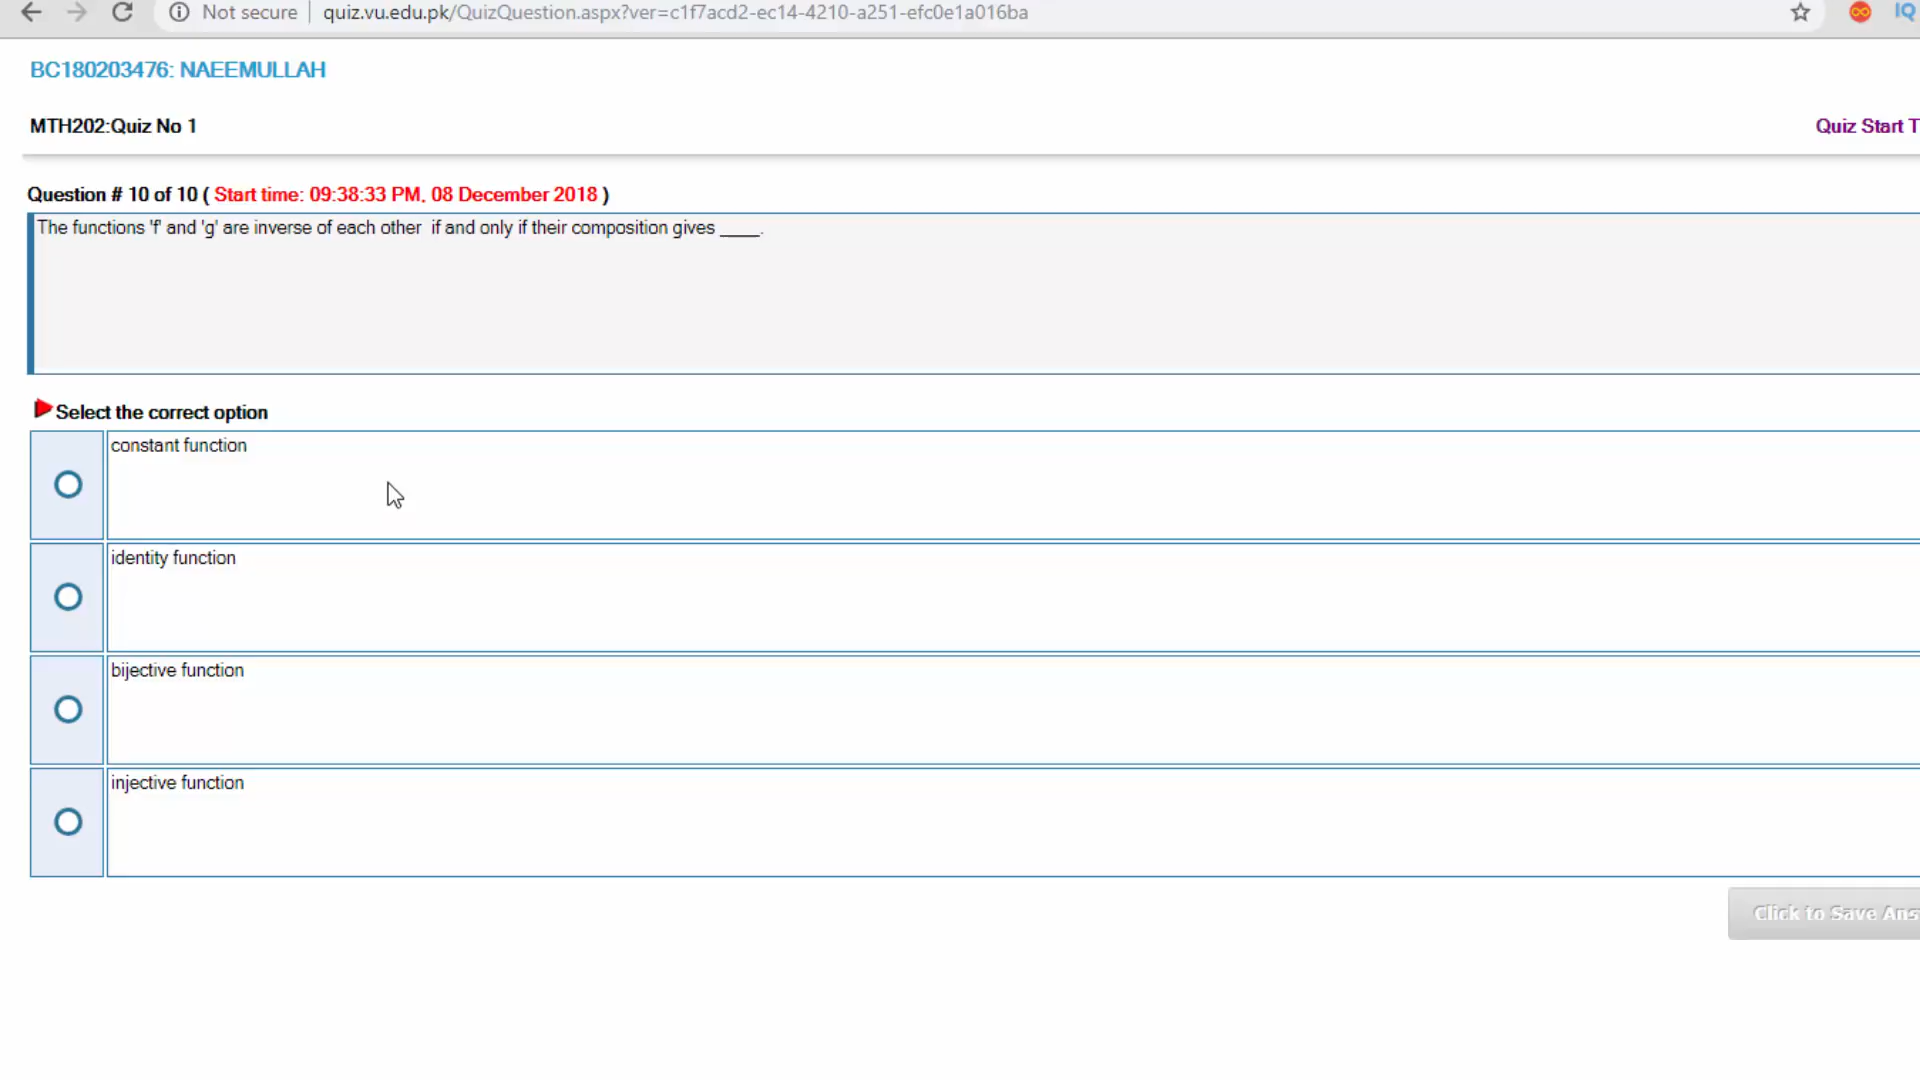 Not secure quiz.vu.edu.pk/QuizQuestion.aspx?ver=c1f7acd2-ec14-4210-a251-efc0e1a016ba
IQ
BC180203476: NAEEMULLAH
MTH202:Quiz No 1
Quiz Start T
Question # 10 of 10 ( Start time: 09:38:33 PM, 08 December 2018 )
The functions 'f' and 'g' are inverse of each other if and only if their composition gives ____.
Select the correct option
constant function
identity function
bijective function
injective function
Click to Save Ans